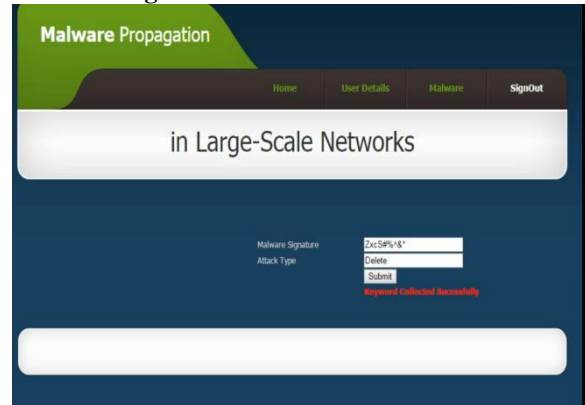 Malware Propagation
Home User Details Malware SignOut
in Large-Scale Networks
Malware Signature ZxcS#%^&*
Attack Type Delete
Submit
Keyword Collected Successfully